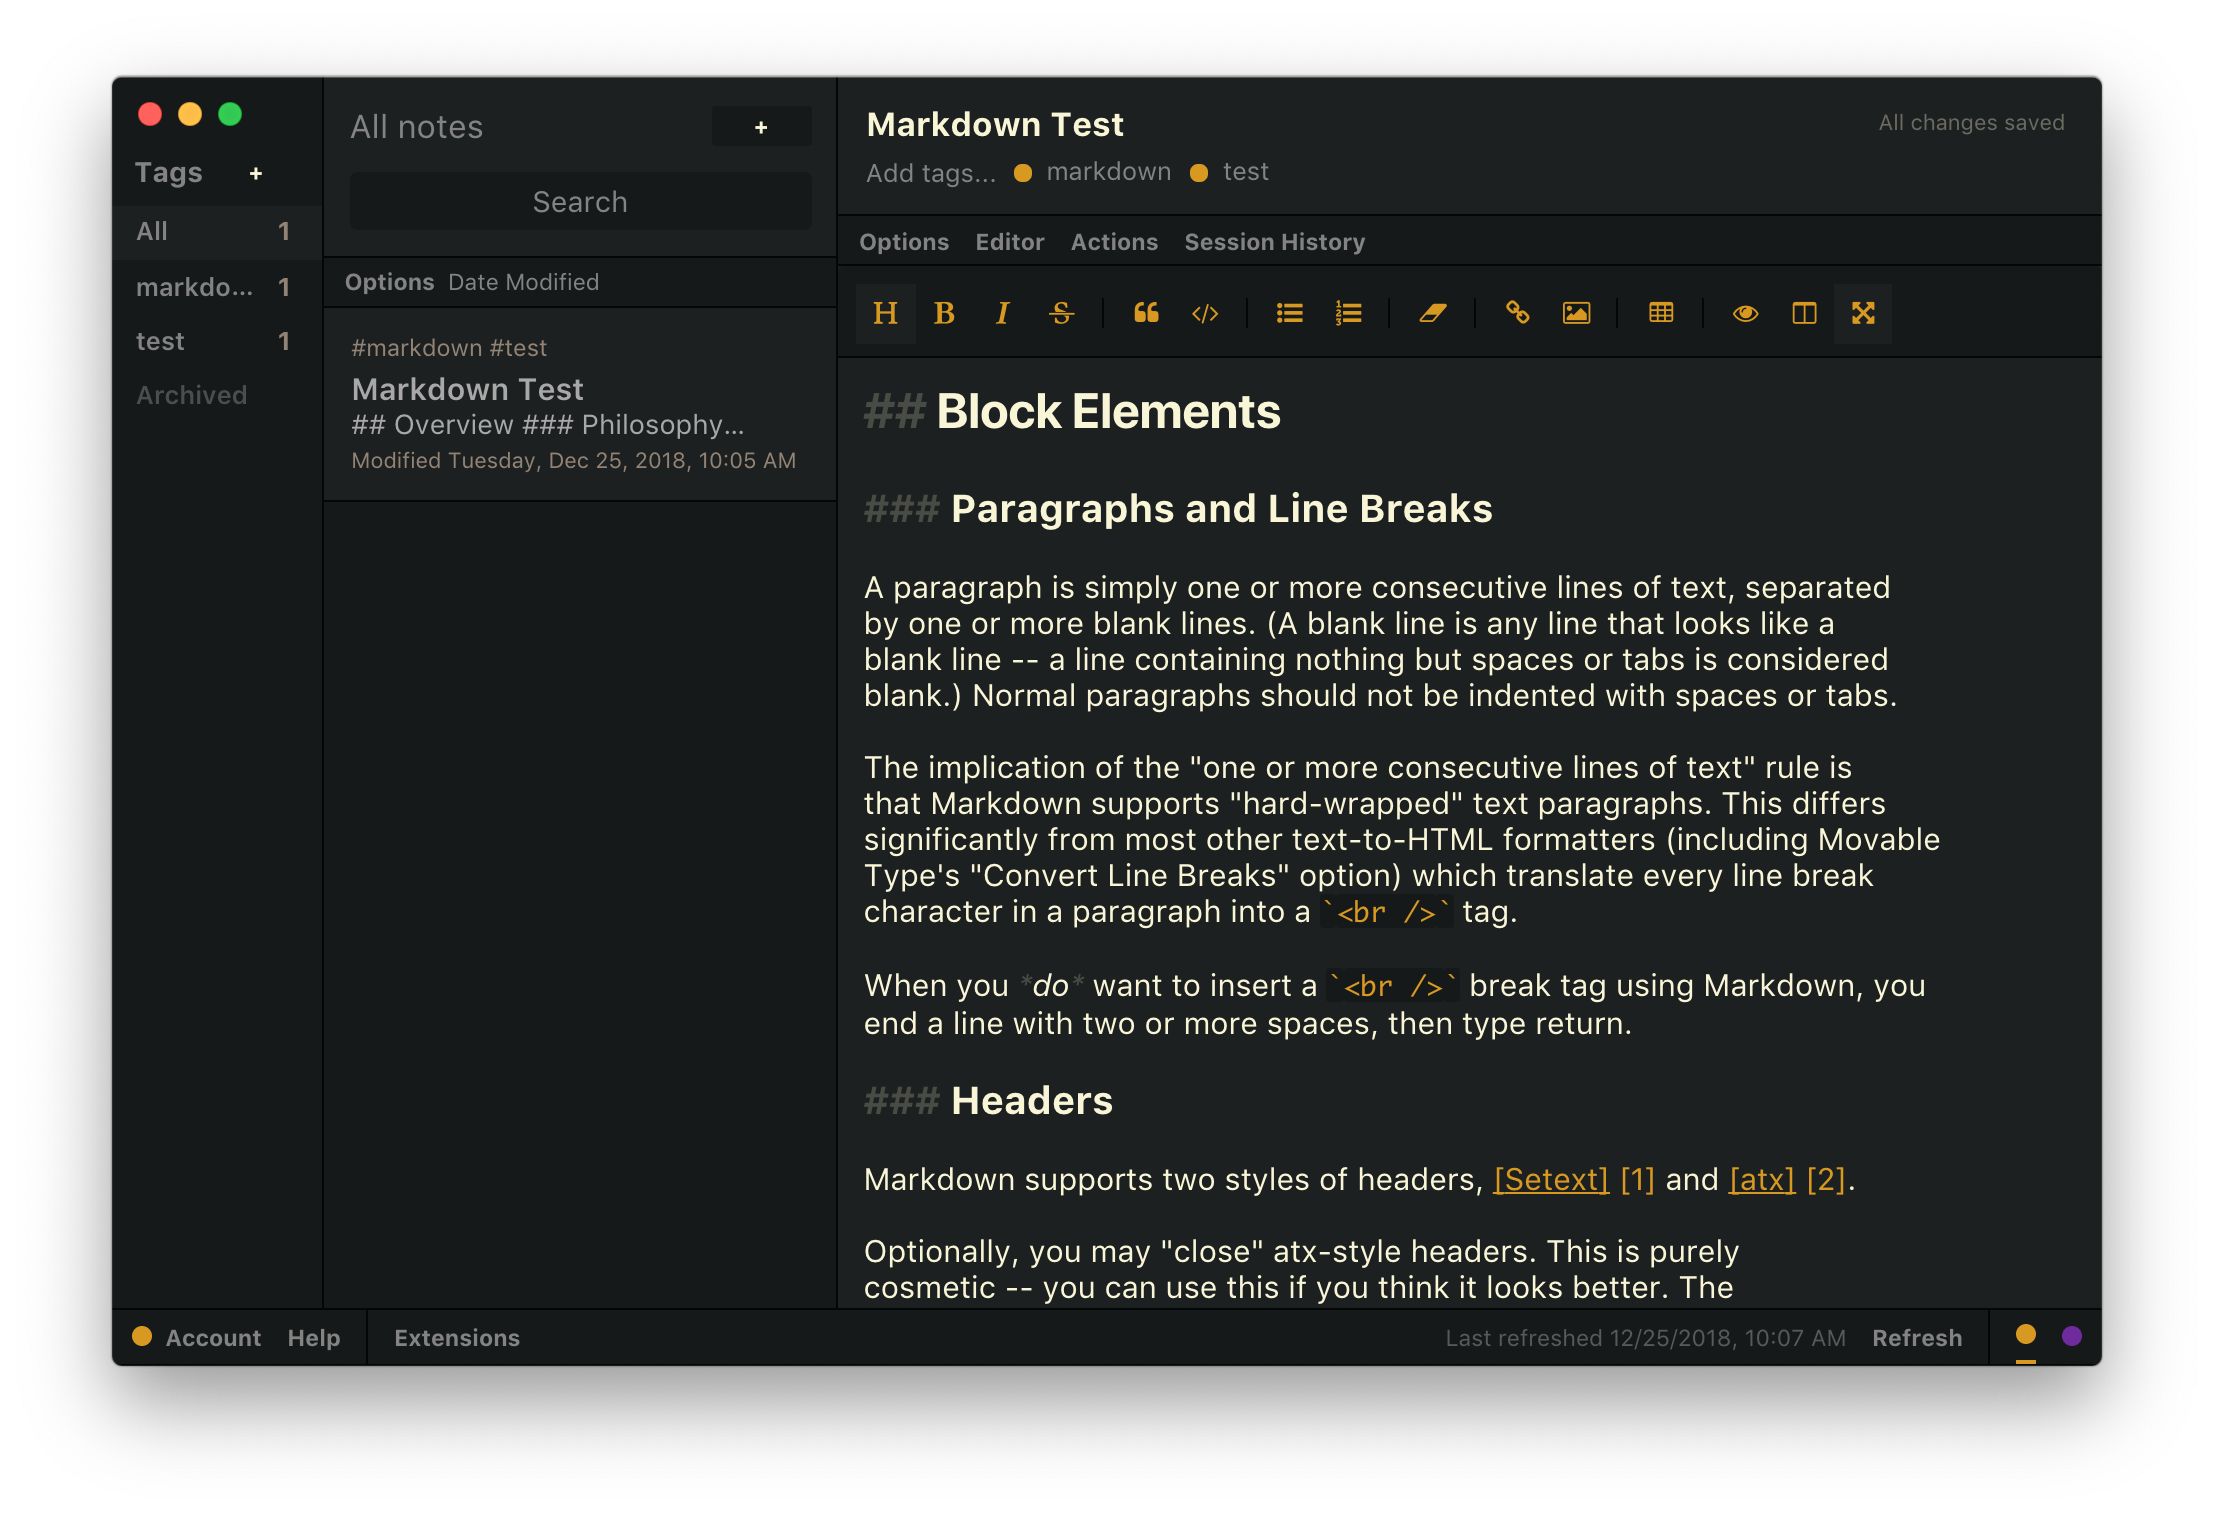 Tags +
All 1
markdo... 1
test 1
Archived
All notes +
Search
Options Date Modified
#markdown #test
Markdown Test
## Overview ### Philosophy...
Modified Tuesday, Dec 25, 2018, 10:05 AM
Markdown Test
All changes saved
Add tags... markdown test
Options Editor Actions Session History
H B I S
## Block Elements
### Paragraphs and Line Breaks
A paragraph is simply one or more consecutive lines of text, separated
by one or more blank lines. (A blank line is any line that looks like a
blank line -- a line containing nothing but spaces or tabs is considered
blank.) Normal paragraphs should not be indented with spaces or tabs.
The implication of the "one or more consecutive lines of text" rule is
that Markdown supports "hard-wrapped" text paragraphs. This differs
significantly from most other text-to-HTML formatters (including Movable
Type's "Convert Line Breaks" option) which translate every line break
character in a paragraph into a `<br />` tag.
When you *do* want to insert a `<br />` break tag using Markdown, you
end a line with two or more spaces, then type return.
### Headers
Markdown supports two styles of headers, [Setext] [1] and [atx] [2].
Optionally, you may "close" atx-style headers. This is purely
cosmetic -- you can use this if you think it looks better. The
Account Help Extensions
Last refreshed 12/25/2018, 10:07 AM Refresh